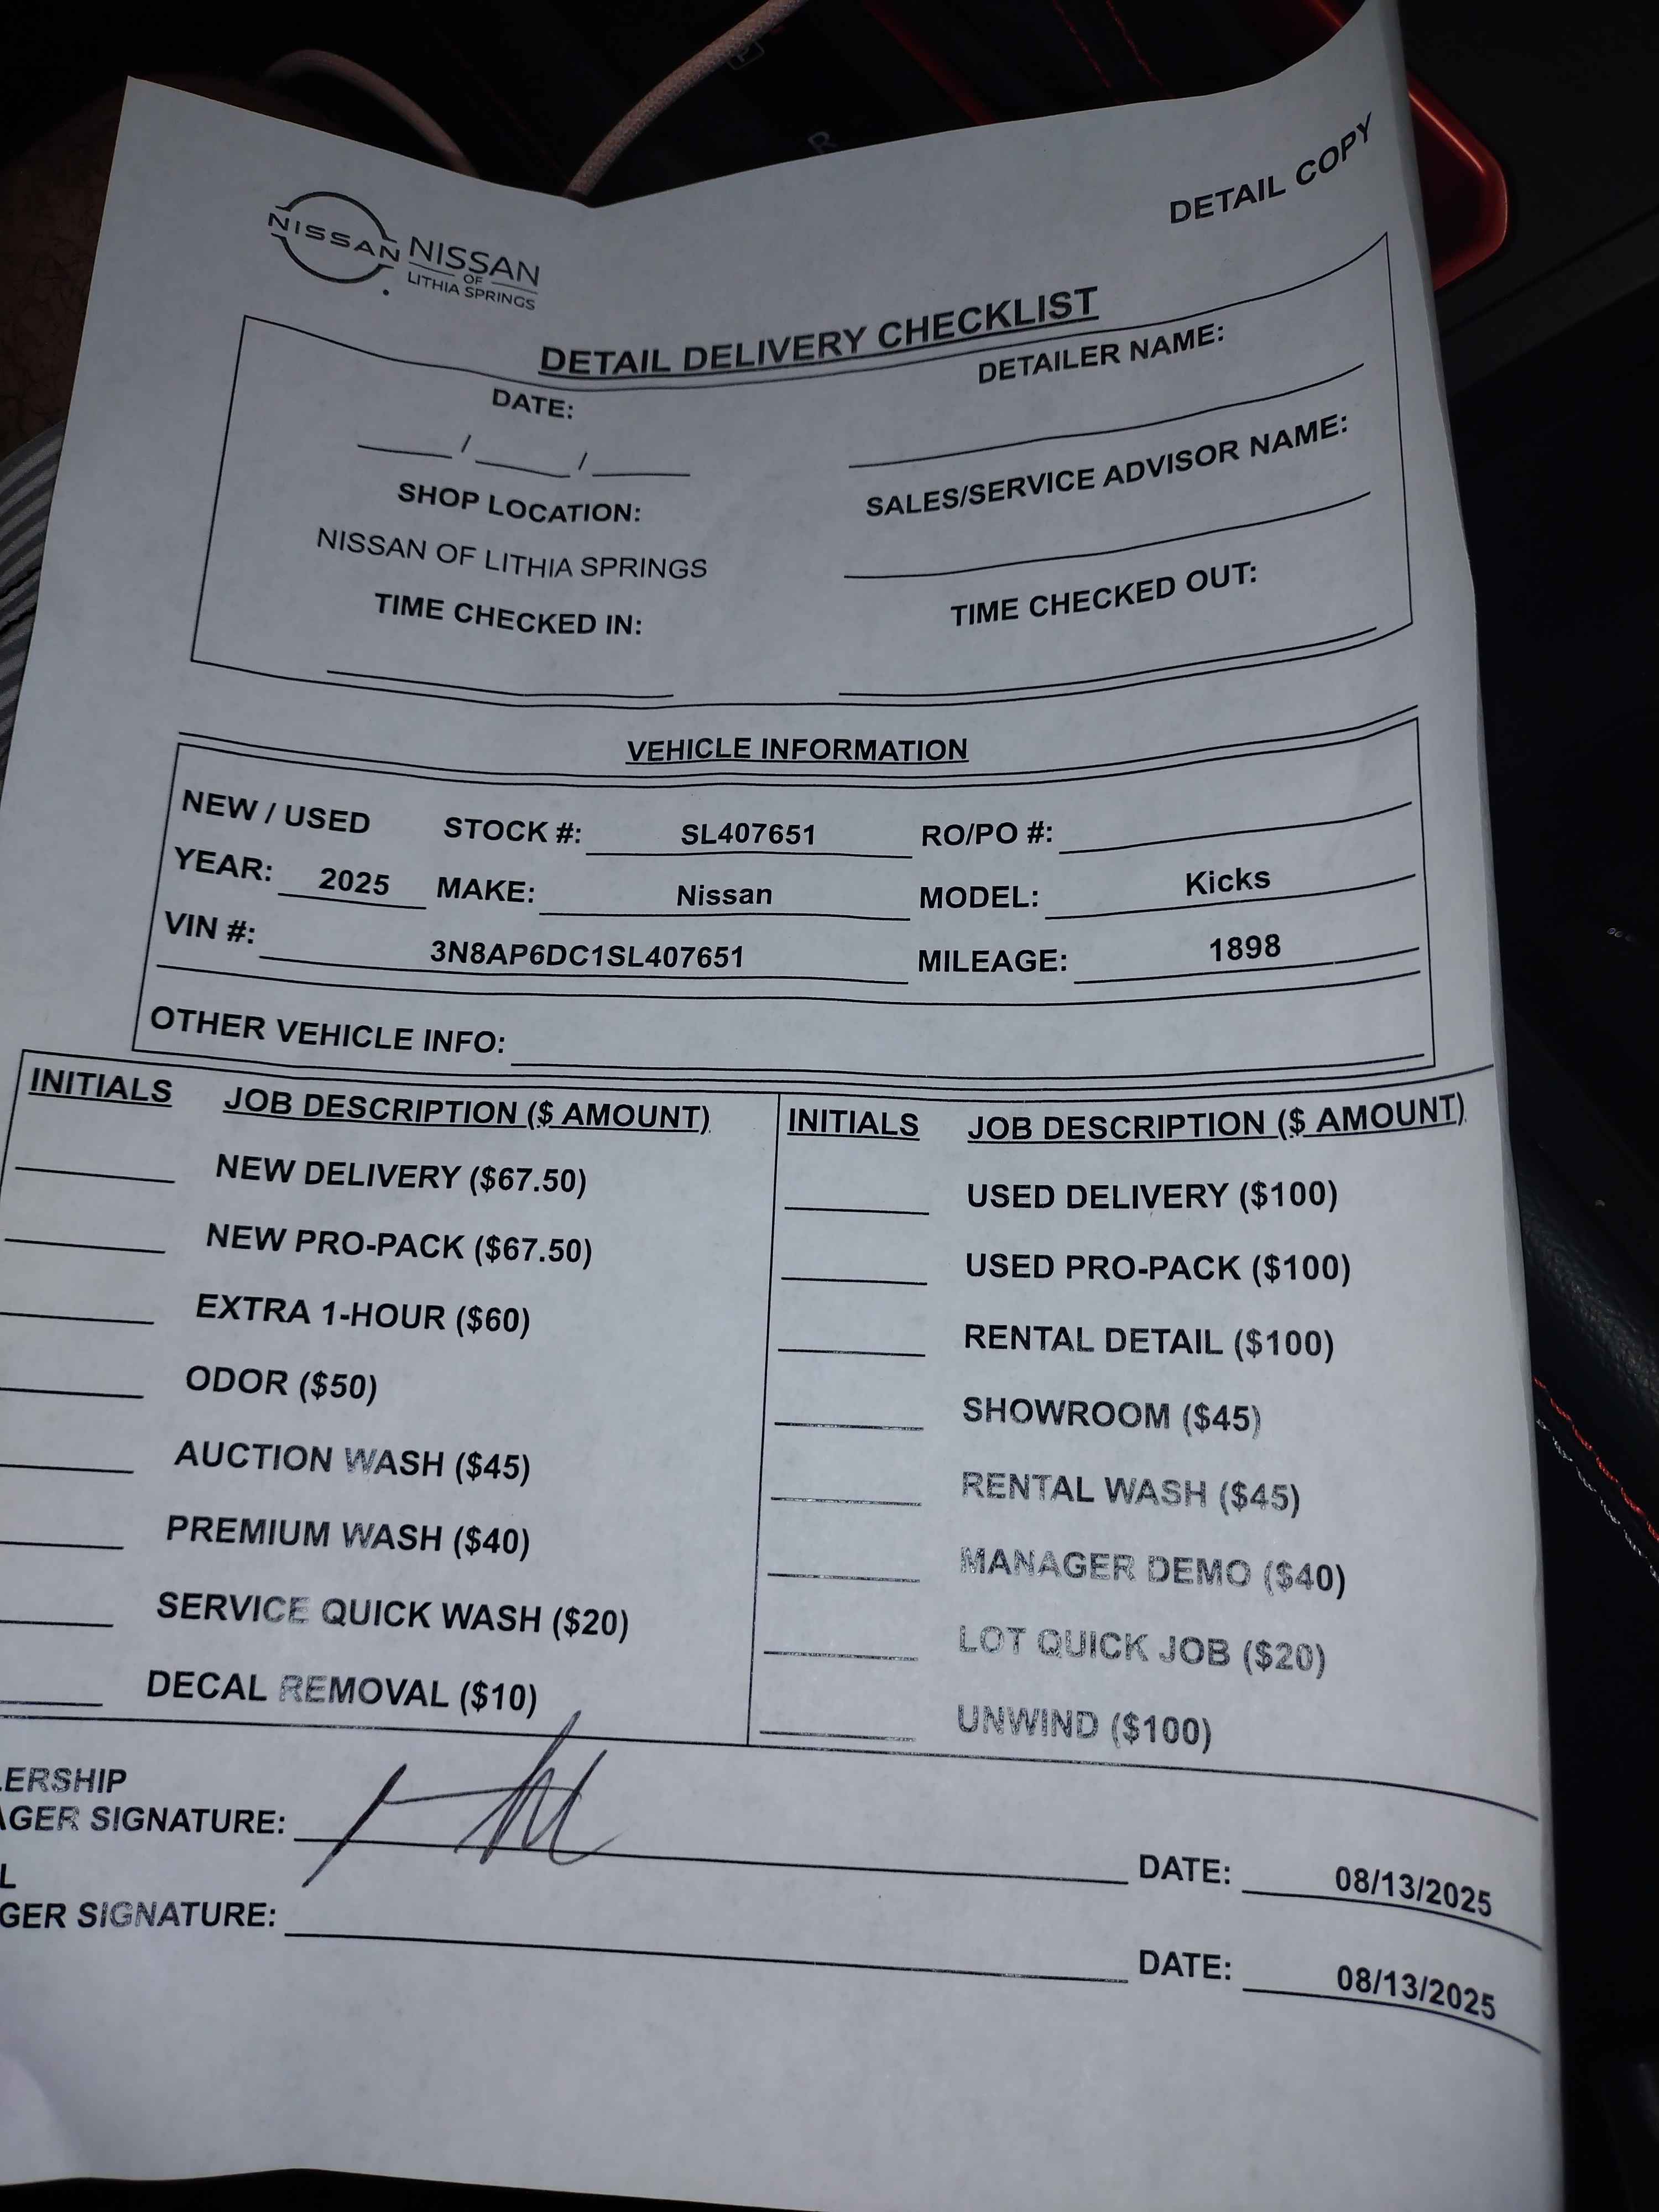 DETAIL COPY
NISSAN NISSAN
OF
LITHIA SPRINGS
DETAIL DELIVERY CHECKLIST
DATE: DETAILER NAME:
/ /
SHOP LOCATION: SALES/SERVICE ADVISOR NAME:
NISSAN OF LITHIA SPRINGS
TIME CHECKED IN: TIME CHECKED OUT:
VEHICLE INFORMATION
NEW / USED STOCK #: SL407651 RO/PO #:
YEAR: 2025 MAKE: Nissan MODEL: Kicks
VIN #: 3N8AP6DC1SL407651 MILEAGE: 1898
OTHER VEHICLE INFO:
INITIALS JOB DESCRIPTION ($ AMOUNT) INITIALS JOB DESCRIPTION ($ AMOUNT)
NEW DELIVERY ($67.50) USED DELIVERY ($100)
NEW PRO-PACK ($67.50) USED PRO-PACK ($100)
EXTRA 1-HOUR ($60) RENTAL DETAIL ($100)
ODOR ($50) SHOWROOM ($45)
AUCTION WASH ($45) RENTAL WASH ($45)
PREMIUM WASH ($40) MANAGER DEMO ($40)
SERVICE QUICK WASH ($20) LOT QUICK JOB ($20)
DECAL REMOVAL ($10) UNWIND ($100)
LERSHIP
AGER SIGNATURE: DATE: 08/13/2025
L
GER SIGNATURE: DATE: 08/13/2025